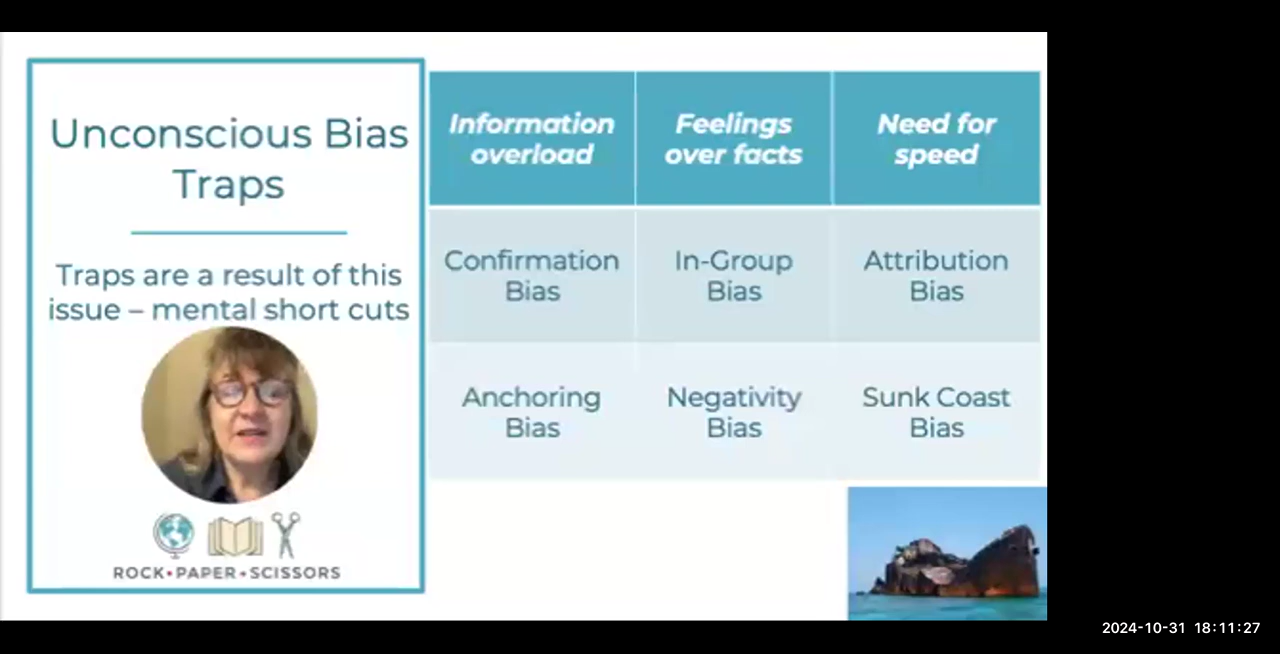 Unconscious Bias
Traps
Traps are a result of this
issue – mental short cuts
ROCK•PAPER•SCISSORS
Information
overload
Feelings
over facts
Need for
speed
Confirmation
Bias
In-Group
Bias
Attribution
Bias
Anchoring
Bias
Negativity
Bias
Sunk Coast
Bias
2024-10-31 18:11:27